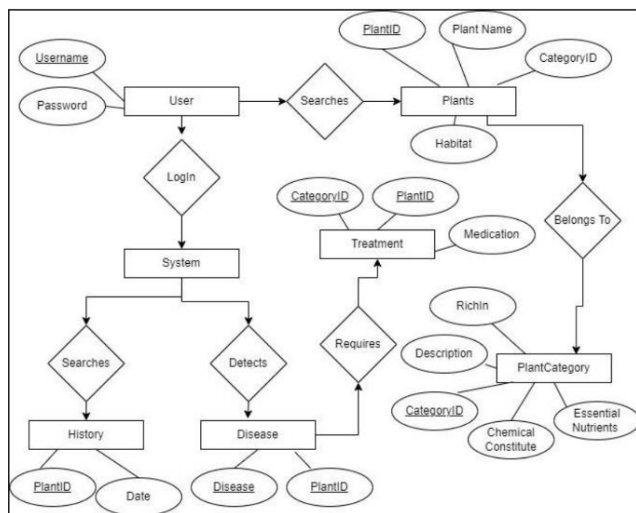 PlantID
Plant Name
CategoryID
Username
Password
User
Searches
Plants
Habitat
LogIn
CategoryID
PlantID
Belongs To
Treatment
Medication
System
RichIn
Searches
Detects
Requires
Description
PlantCategory
CategoryID
Chemical
Constitute
Essential
Nutrients
History
Disease
PlantID
Date
Disease
PlantID